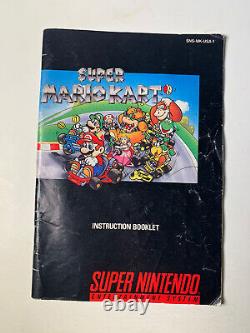 SNS-MK-USA-1
SUPER
MARIO KART
INSTRUCTION BOOKLET
SUPER NINTENDO
ENTERTAINMENT SYSTEM